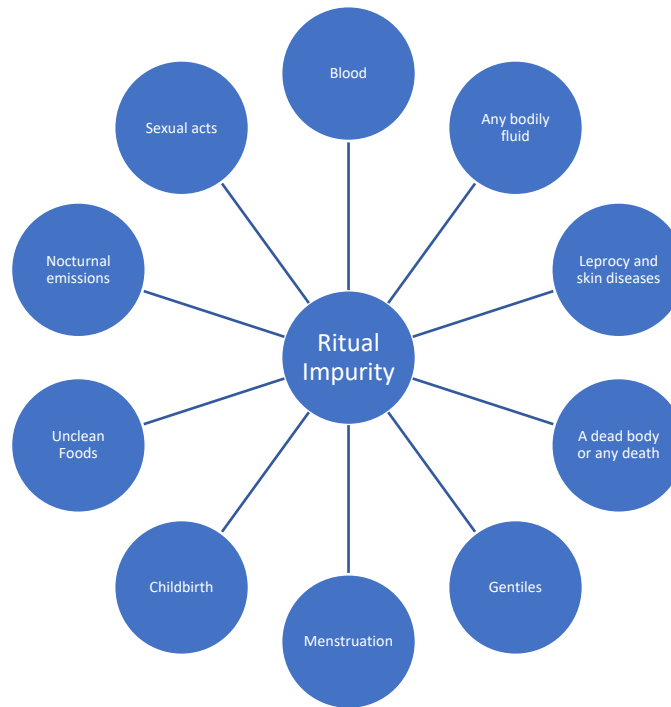 Blood
Any bodily
fluid
Leprocy and
skin diseases
A dead body
or any death
Gentiles
Menstruation
Childbirth
Unclean
Foods
Nocturnal
emissions
Sexual acts
Ritual
Impurity